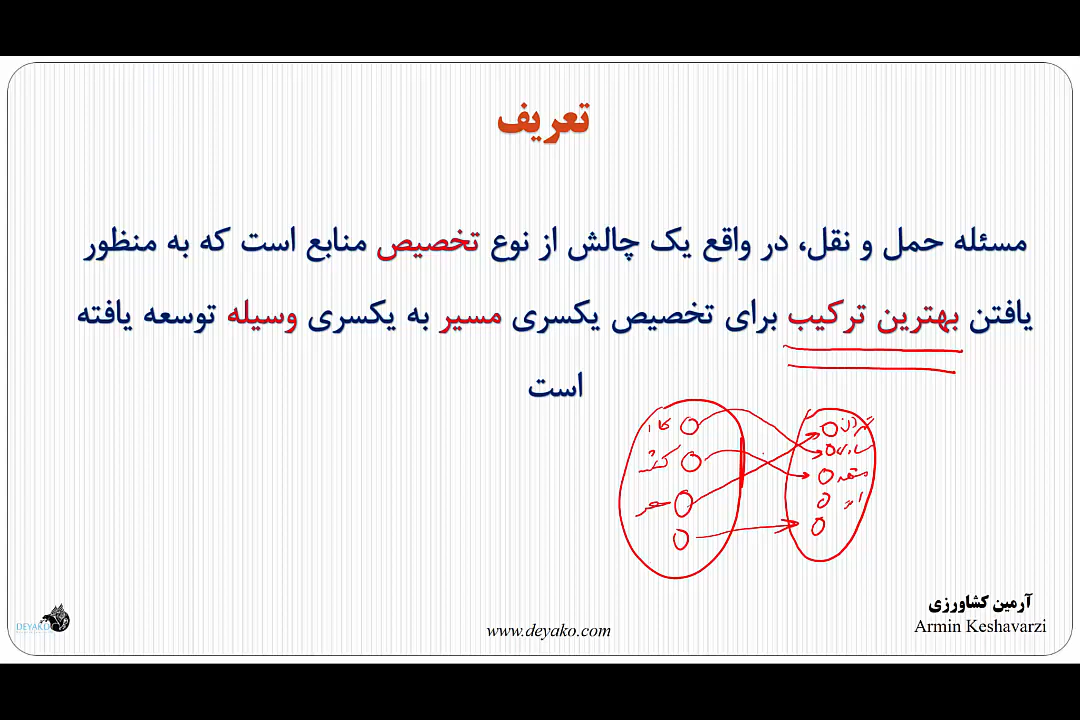 تعریف
مسئله حمل و نقل، در واقع یک چالش از نوع تخصیص منابع است که به منظور
یافتن بهترین ترکیب برای تخصیص یکسری مسیر به یکسری وسیله توسعه یافته
است
آرمین کشاورزی
Armin Keshavarzi
www.deyako.com
DEYAKO